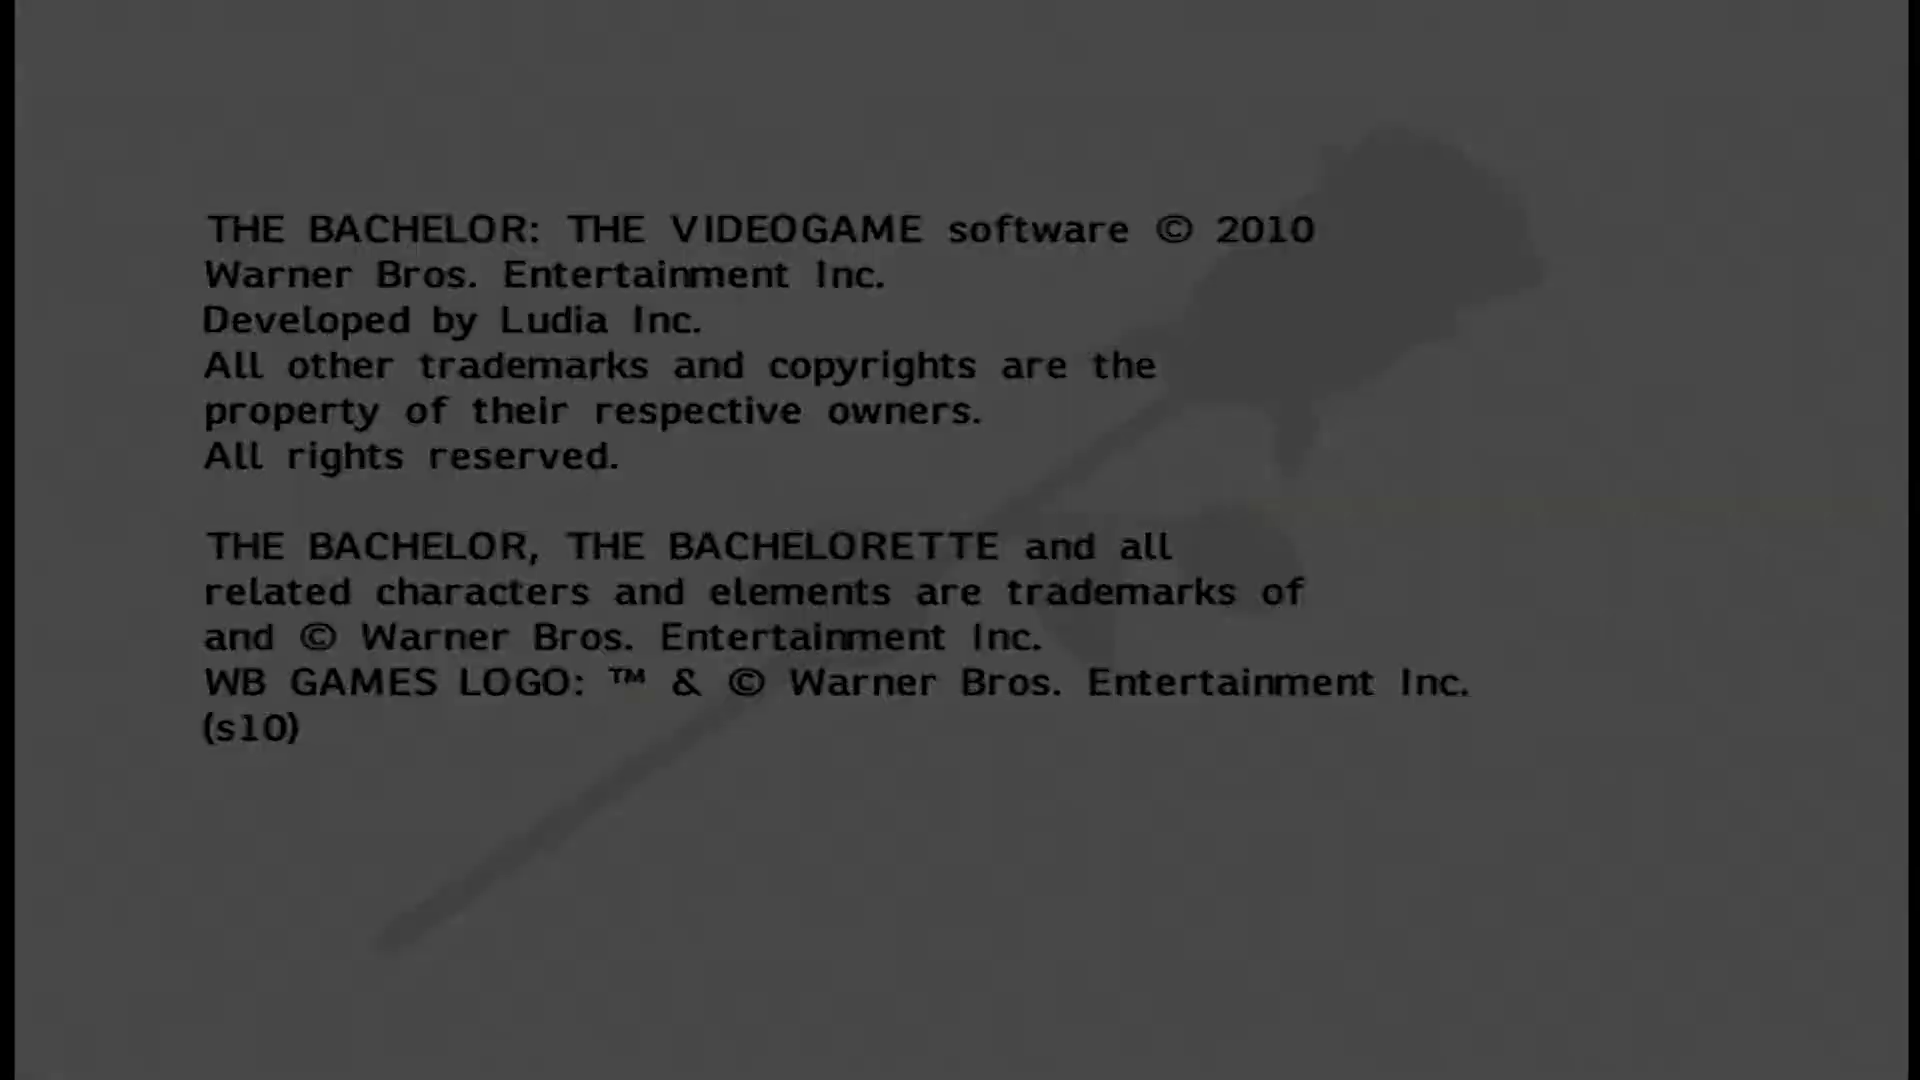 THE BACHELOR: THE VIDEOGAME software © 2010
Warner Bros. Entertainment Inc.
Developed by Ludia Inc.
All other trademarks and copyrights are the
property of their respective owners.
All rights reserved.
THE BACHELOR, THE BACHELORETTE and all
related characters and elements are trademarks of
and © Warner Bros. Entertainment Inc.
WB GAMES LOGO: ™ & © Warner Bros. Entertainment Inc.
(s10)